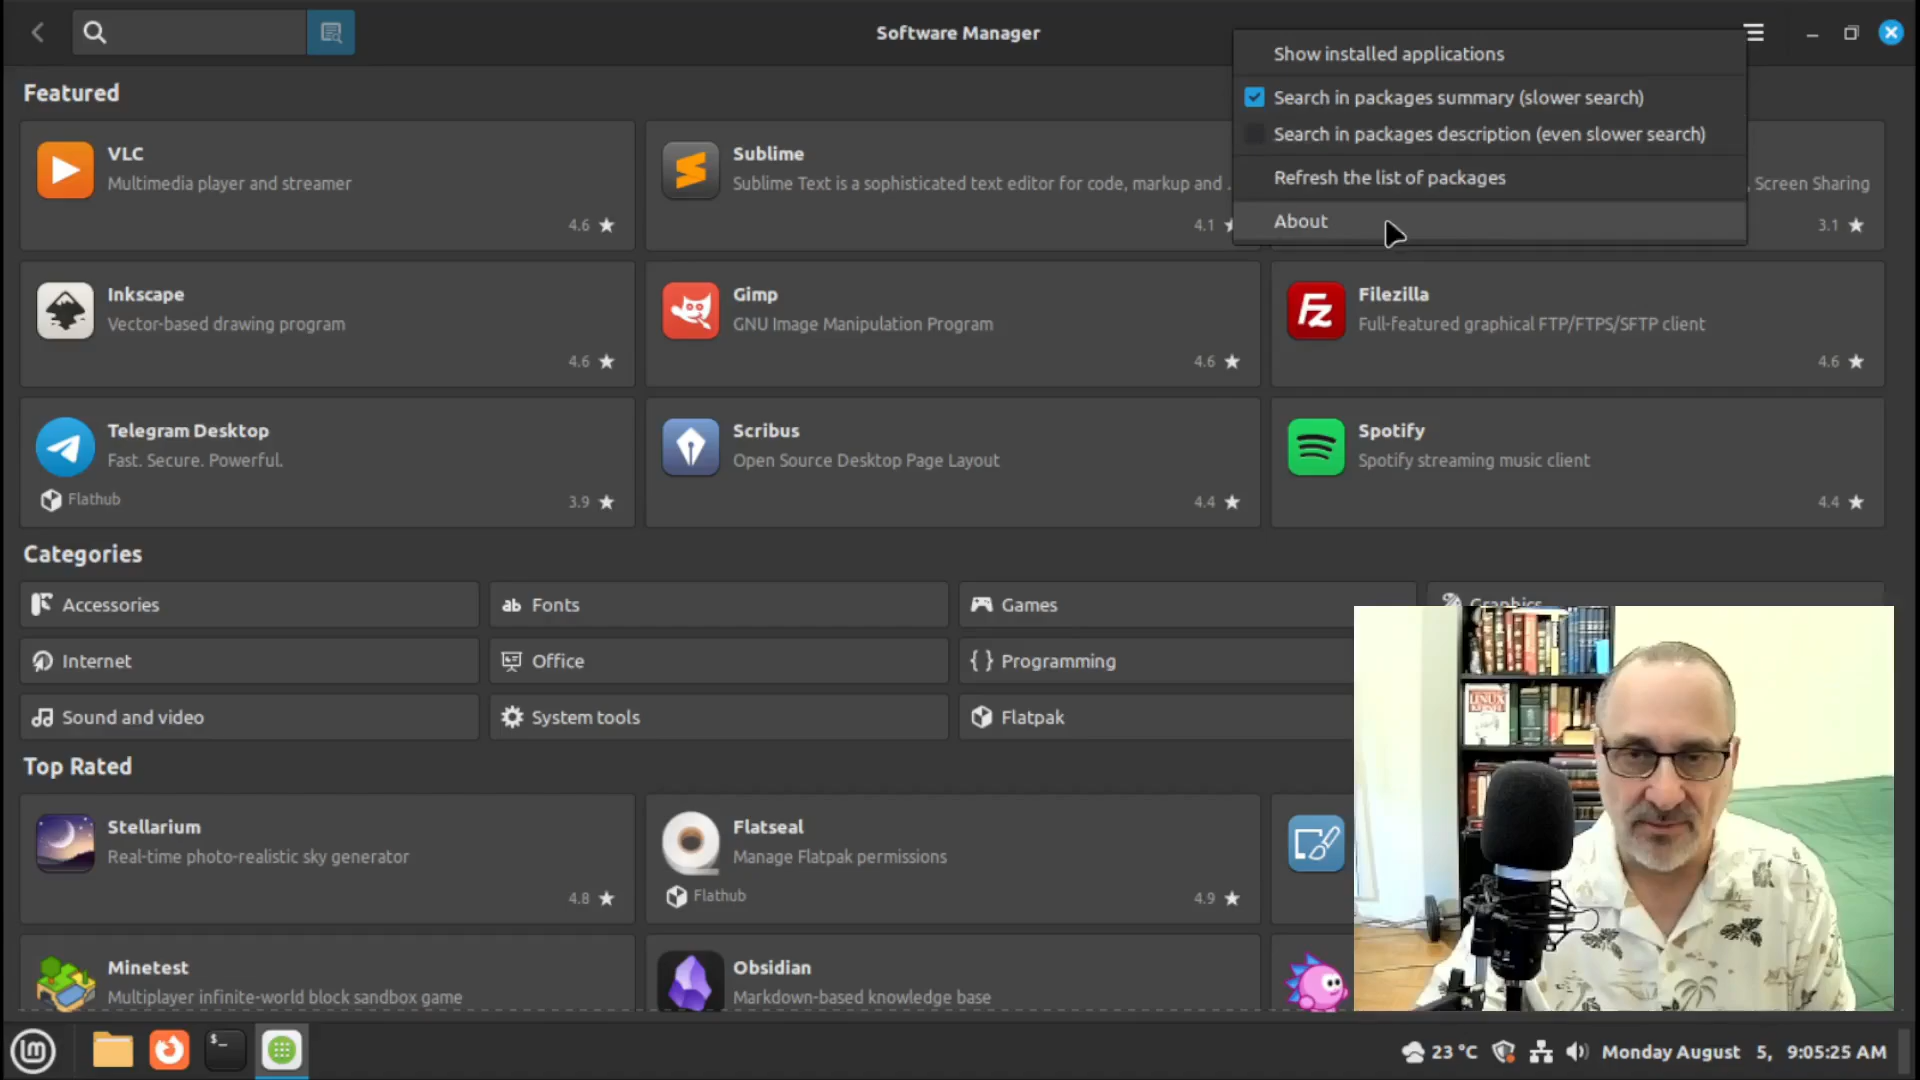 Software Manager
Show installed applications
Search in packages summary (slower search)
Search in packages description (even slower search)
Refresh the list of packages
About
Featured
VLC
Multimedia player and streamer
4.6
Sublime
Sublime Text is a sophisticated text editor for code, markup and ...
4.1
, Screen Sharing
3.1
Inkscape
Vector-based drawing program
4.6
Gimp
GNU Image Manipulation Program
4.6
Filezilla
Full-featured graphical FTP/FTPS/SFTP client
4.6
Telegram Desktop
Fast. Secure. Powerful.
Flathub
3.9
Scribus
Open Source Desktop Page Layout
4.4
Spotify
Spotify streaming music client
4.4
Categories
Accessories
ab Fonts
Games
Graphics
Internet
Office
{ } Programming
Sound and video
System tools
Flatpak
Top Rated
Stellarium
Real-time photo-realistic sky generator
4.8
Flatseal
Manage Flatpak permissions
Flathub
4.9
Minetest
Multiplayer infinite-world block sandbox game
Obsidian
Markdown-based knowledge base
LINUX
KERNEL
$_
23 °C
Monday August 5, 9:05:25 AM